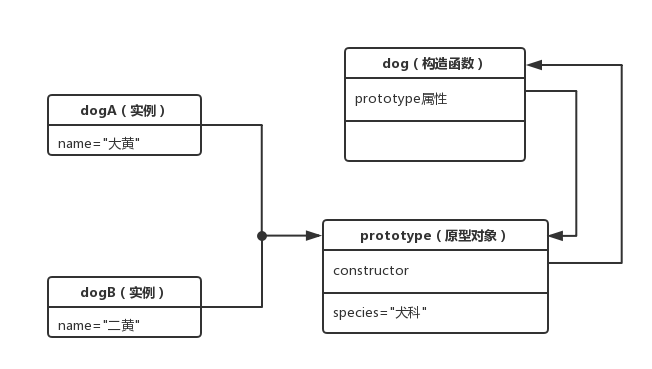 dog（构造函数）
prototype属性
dogA（实例）
name="大黄"
prototype（原型对象）
constructor
species="犬科"
dogB（实例）
name="二黄"